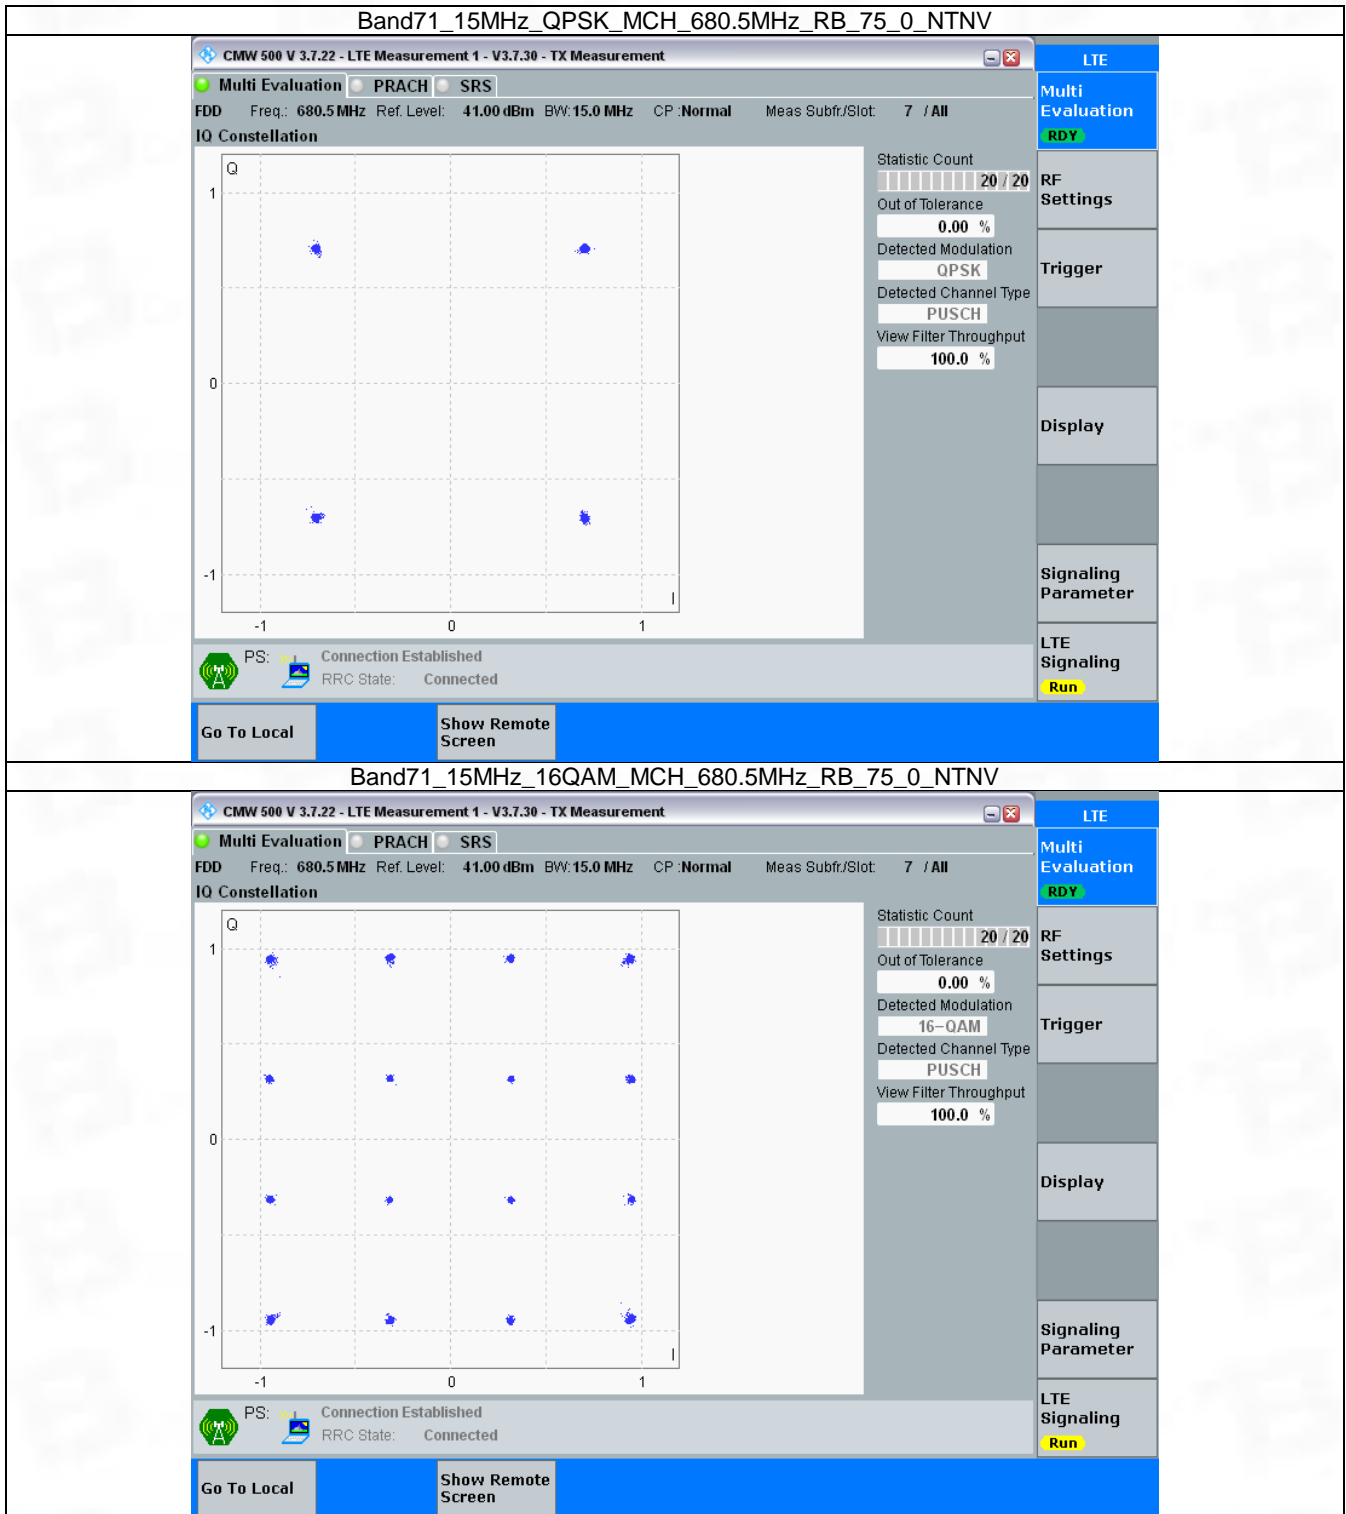 Band71_15MHz_QPSK_MCH_680.5MHz_RB_75_0_NTNV
CMW 500 V 3.7.22 - LTE Measurement 1 - V3.7.30 - TX Measurement
LTE
Multi Evaluation PRACH SRS
Multi
Evaluation
RDY
FDD Freq.: 680.5 MHz Ref. Level: 41.00 dBm BW: 15.0 MHz CP : Normal Meas Subfr./Slot: 7 / All
IQ Constellation
Q
1
0
-1
I
-1 0 1
Statistic Count
20 / 20
Out of Tolerance
0.00 %
Detected Modulation
QPSK
Detected Channel Type
PUSCH
View Filter Throughput
100.0 %
RF
Settings
Trigger
Display
Signaling
Parameter
LTE
Signaling
Run
PS: Connection Established
RRC State: Connected
Go To Local
Show Remote
Screen
Band71_15MHz_16QAM_MCH_680.5MHz_RB_75_0_NTNV
CMW 500 V 3.7.22 - LTE Measurement 1 - V3.7.30 - TX Measurement
LTE
Multi Evaluation PRACH SRS
Multi
Evaluation
RDY
FDD Freq.: 680.5 MHz Ref. Level: 41.00 dBm BW: 15.0 MHz CP : Normal Meas Subfr./Slot: 7 / All
IQ Constellation
Q
1
0
-1
I
-1 0 1
Statistic Count
20 / 20
Out of Tolerance
0.00 %
Detected Modulation
16-QAM
Detected Channel Type
PUSCH
View Filter Throughput
100.0 %
RF
Settings
Trigger
Display
Signaling
Parameter
LTE
Signaling
Run
PS: Connection Established
RRC State: Connected
Go To Local
Show Remote
Screen